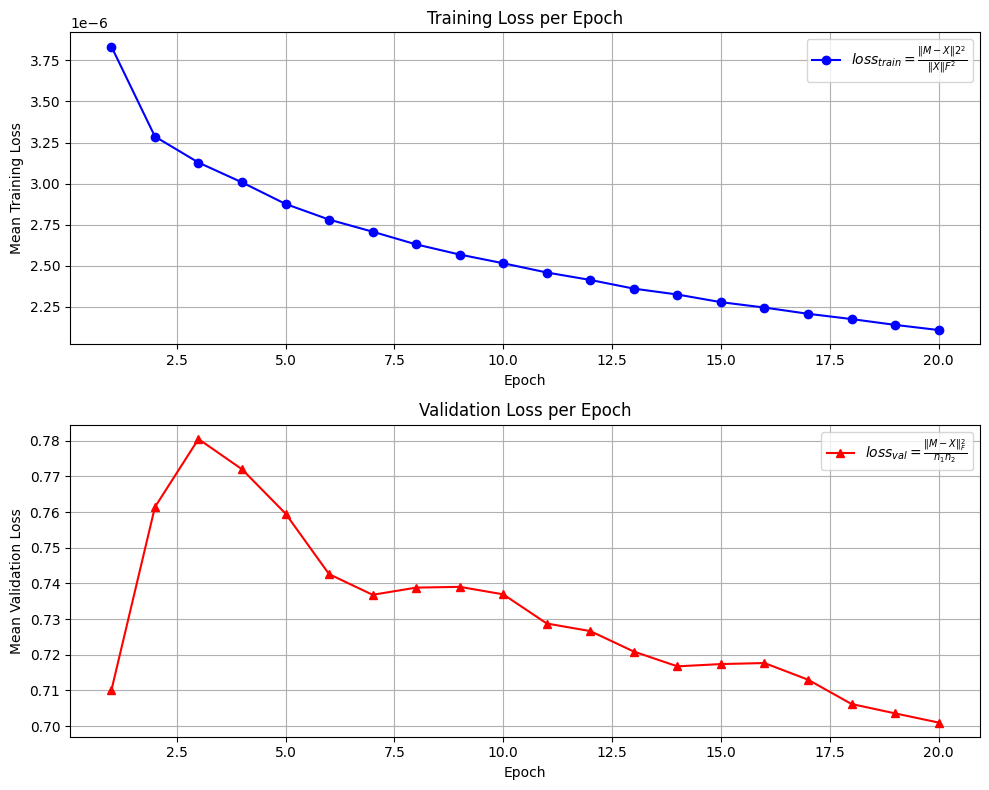 Training Loss per Epoch
1e−6
3.75
3.50
3.25
3.00
2.75
2.50
2.25
Mean Training Loss
loss_train = ‖M − X‖2² / ‖X‖F²
2.5 5.0 7.5 10.0 12.5 15.0 17.5 20.0
Epoch
Validation Loss per Epoch
0.78
0.77
0.76
0.75
0.74
0.73
0.72
0.71
0.70
Mean Validation Loss
loss_val = ‖M − X‖²_F / n₁n₂
2.5 5.0 7.5 10.0 12.5 15.0 17.5 20.0
Epoch